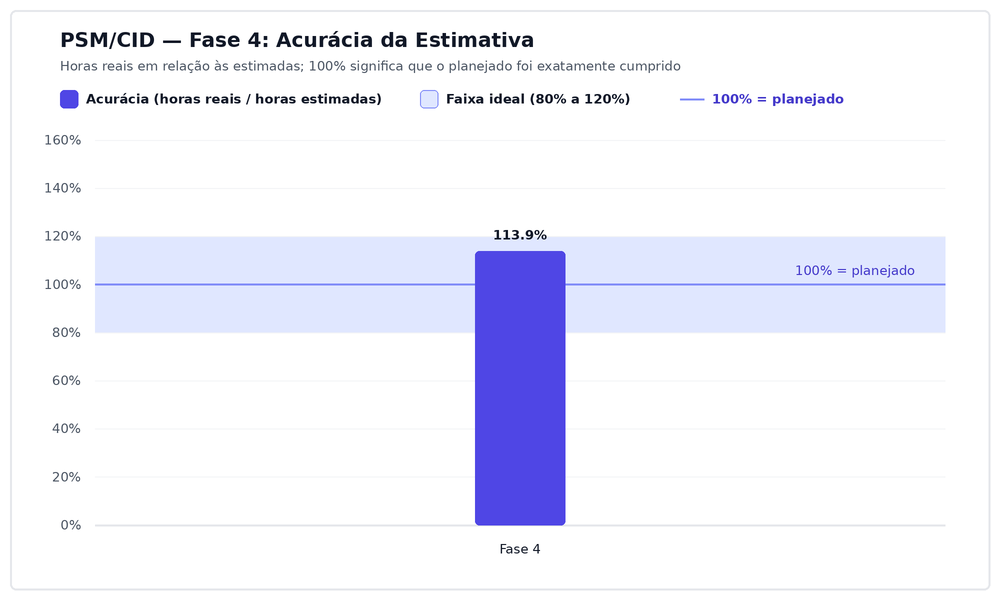 PSM/CID — Fase 4: Acurácia da Estimativa
Horas reais em relação às estimadas; 100% significa que o planejado foi exatamente cumprido
Acurácia (horas reais / horas estimadas)
Faixa ideal (80% a 120%)
100% = planejado
160%
140%
120%
113.9%
100% = planejado
100%
80%
60%
40%
20%
0%
Fase 4